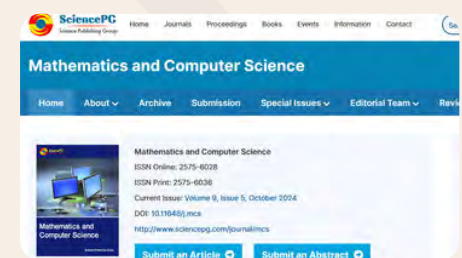 SciencePG
Science Publishing Group
Home Journals Proceedings Books Events Information Contact
Mathematics and Computer Science
Home About Archive Submission Special Issues Editorial Team
Mathematics and Computer Science
ISSN Online: 2575-6028
ISSN Print: 2575-6036
Current Issue: Volume 9, Issue 5, October 2024
DOI: 10.11648/j.mcs
http://www.sciencepg.com/journal/mcs
Mathematics and
Computer Science
Submit an Article Submit an Abstract